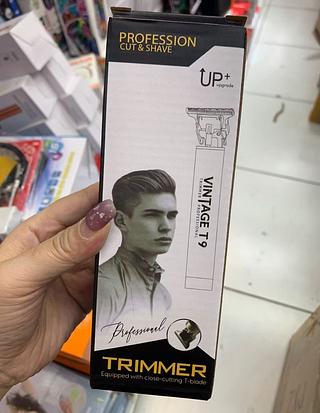 PROFESSION
CUT & SHAVE
UP+
upgrade
VINTAGE T9
Professional
TRIMMER
Equipped with close-cutting T-blade